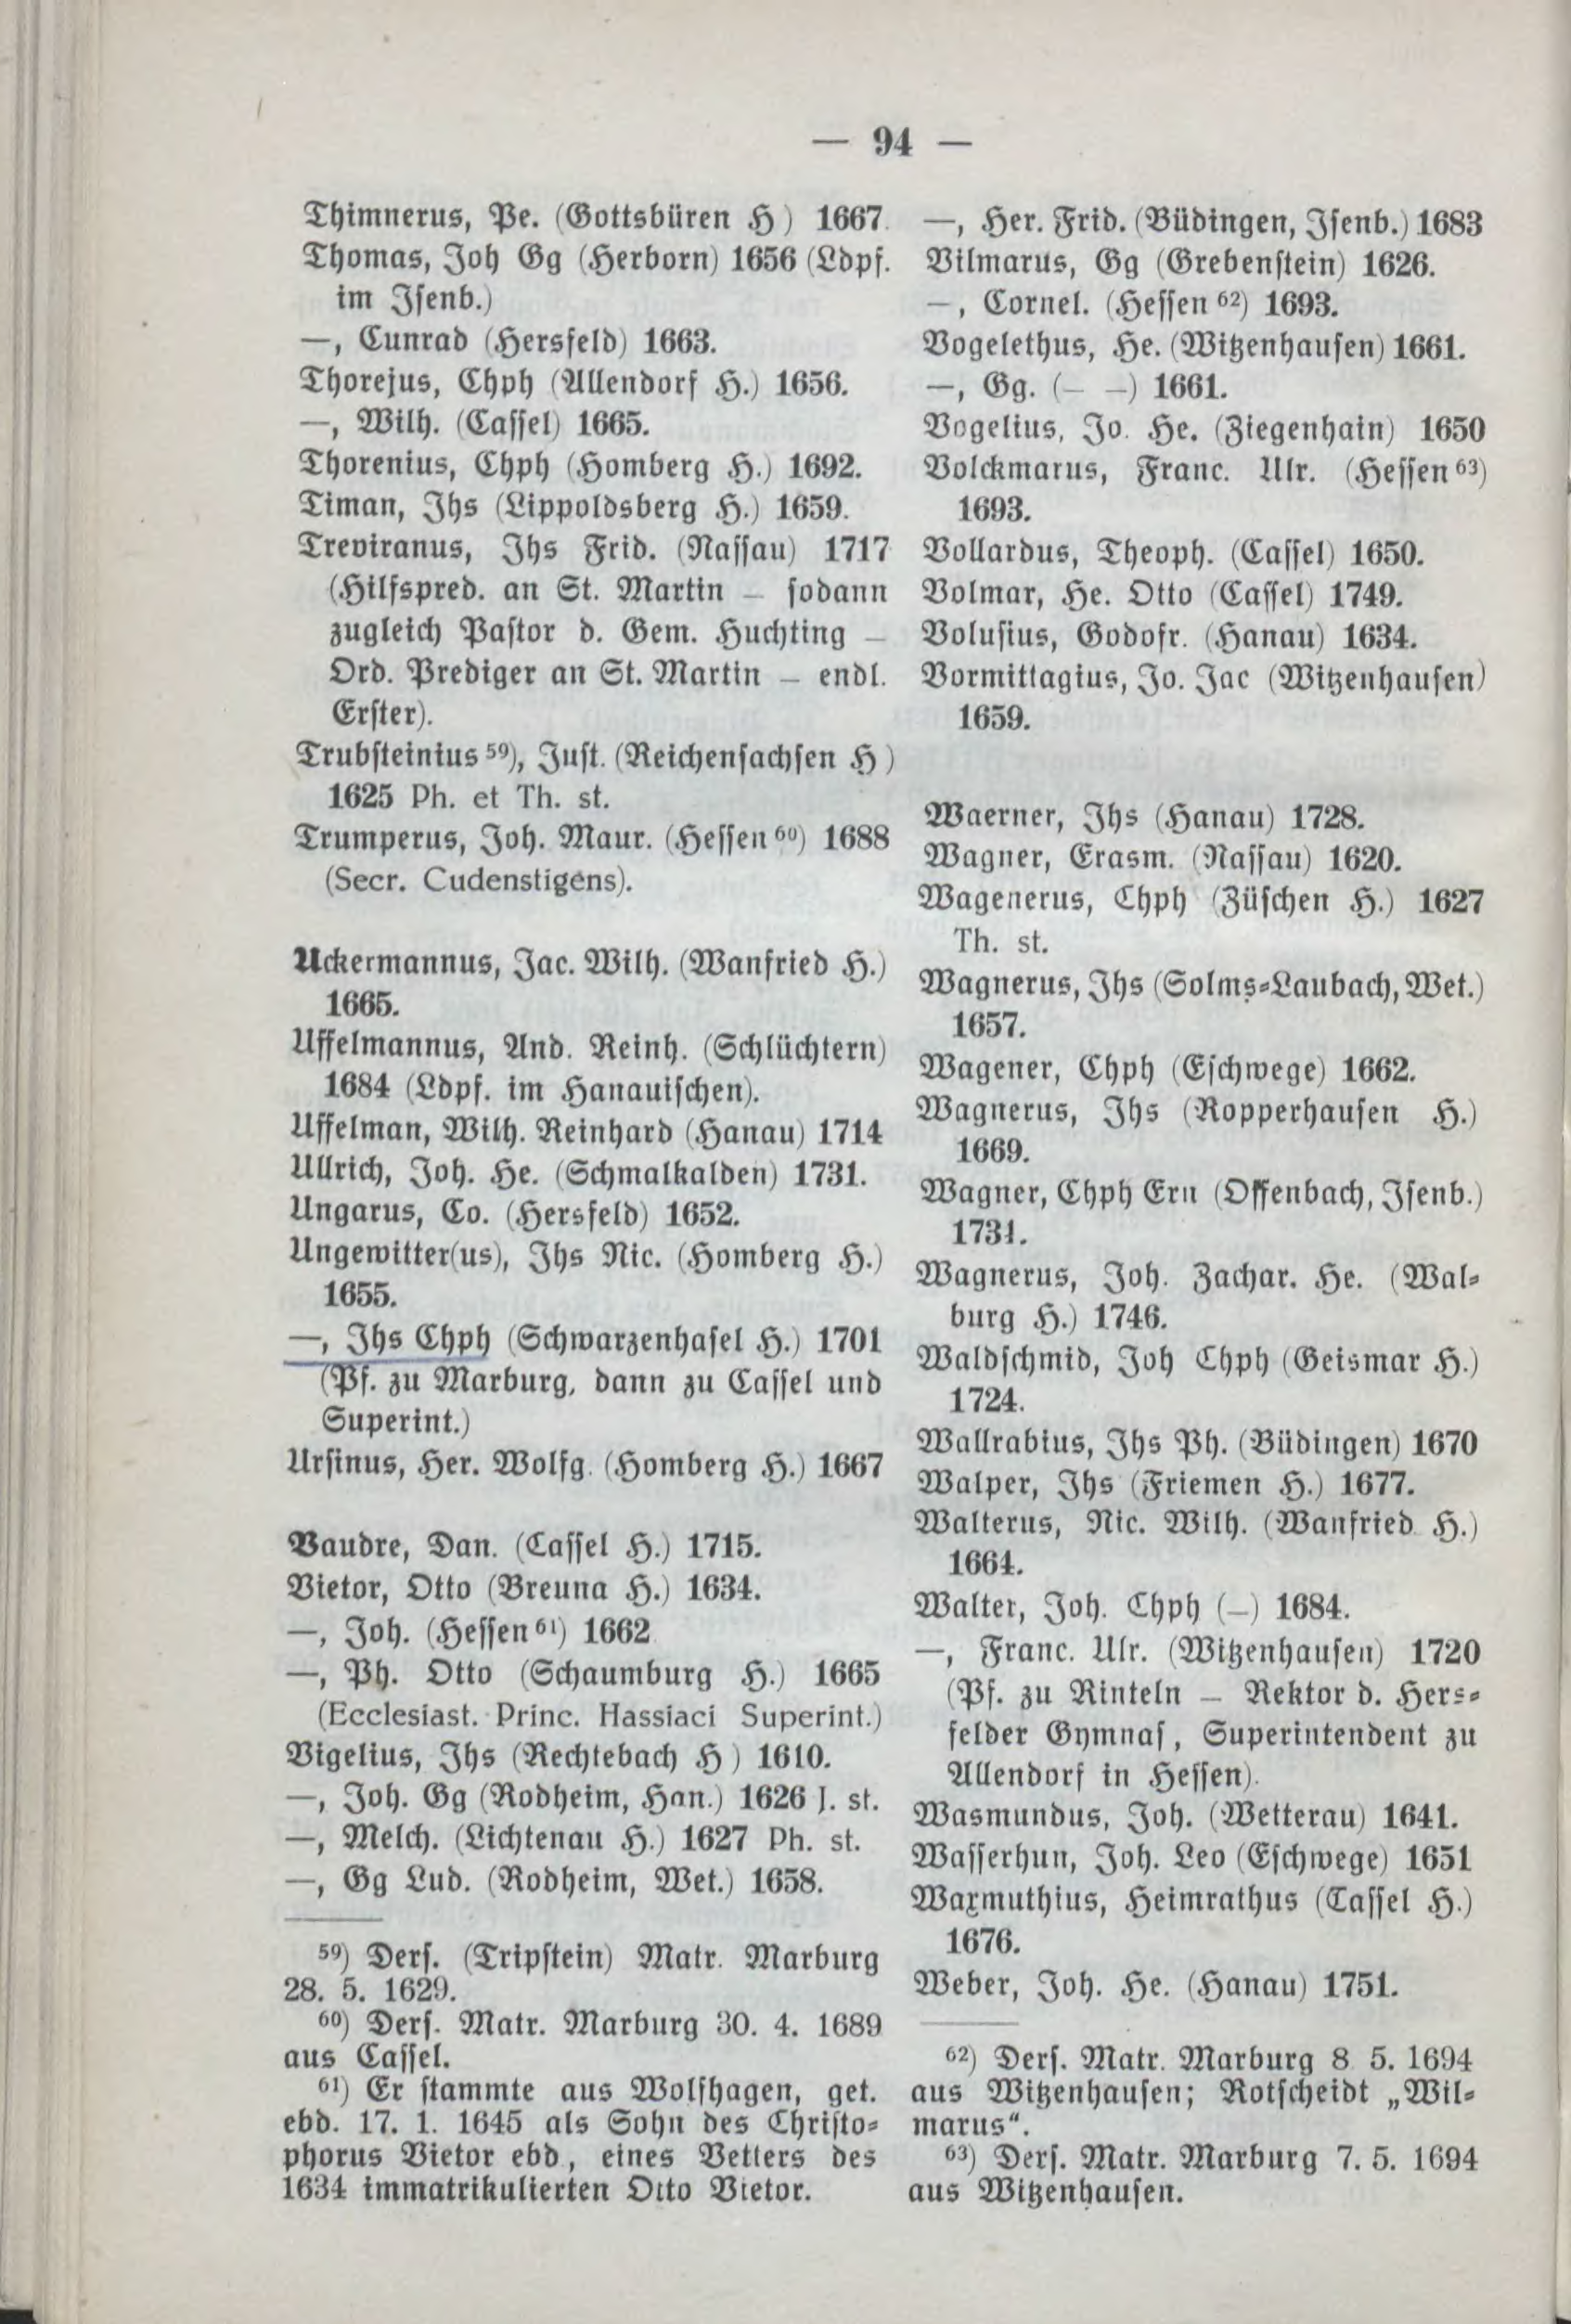 — 94 —
Thimnerus, Pe. (Gottsbüren H ) 1667
Thomas, Joh Gg (Herborn) 1656 (Ldpf.
im Isenb.)
—, Cunrad (Hersfeld) 1663.
Thorejus, Chph (Allendorf H.) 1656.
—, Wilh. (Cassel) 1665.
Thorenius, Chph (Homberg H.) 1692.
Timan, Jhs (Lippoldsberg H.) 1659.
Treviranus, Jhs Frid. (Nassau) 1717
(Hilfspred. an St. Martin – sodann
zugleich Pastor d. Gem. Huchting –
Ord. Prediger an St. Martin – endl.
Erster).
Trubsteinius 59), Just. (Reichensachsen H )
1625 Ph. et Th. st.
Trumperus, Joh. Maur. (Hessen 60) 1688
(Secr. Cudenstigens).
Uckermannus, Jac. Wilh. (Wanfried H.)
1665.
Uffelmannus, And. Reinh. (Schlüchtern)
1684 (Ldpf. im Hanauischen).
Uffelman, Wilh. Reinhard (Hanau) 1714
Ullrich, Joh. He. (Schmalkalden) 1731.
Ungarus, Co. (Hersfeld) 1652.
Ungewitter(us), Jhs Nic. (Homberg H.)
1655.
—, Jhs Chph (Schwarzenhasel H.) 1701
(Pf. zu Marburg, dann zu Cassel und
Superint.)
Ursinus, Her. Wolfg. (Homberg H.) 1667
Vaudre, Dan. (Cassel H.) 1715.
Vietor, Otto (Breuna H.) 1634.
—, Joh. (Hessen 61) 1662
—, Ph. Otto (Schaumburg H.) 1665
(Ecclesiast. Princ. Hassiaci Superint.)
Vigelius, Jhs (Rechtebach H ) 1610.
—, Joh. Gg (Rodheim, Han.) 1626 J. st.
—, Melch. (Lichtenau H.) 1627 Ph. st.
—, Gg Lud. (Rodheim, Wet.) 1658.
59) Ders. (Tripstein) Matr. Marburg
28. 5. 1629.
60) Ders. Matr. Marburg 30. 4. 1689
aus Cassel.
61) Er stammte aus Wolfhagen, get.
ebd. 17. 1. 1645 als Sohn des Christo-
phorus Vietor ebd., eines Vetters des
1634 immatrikulierten Otto Vietor.
—, Her. Frid. (Büdingen, Isenb.) 1683
Vilmarus, Gg (Grebenstein) 1626.
—, Cornel. (Hessen 62) 1693.
Vogelethus, He. (Witzenhausen) 1661.
—, Gg. (– –) 1661.
Vogelius, Jo. He. (Ziegenhain) 1650
Volckmarus, Franc. Ulr. (Hessen 63)
1693.
Vollardus, Theoph. (Cassel) 1650.
Volmar, He. Otto (Cassel) 1749.
Volusius, Godofr. (Hanau) 1634.
Vormittagius, Jo. Jac (Witzenhausen)
1659.
Waerner, Jhs (Hanau) 1728.
Wagner, Erasm. (Nassau) 1620.
Wagenerus, Chph (Züschen H.) 1627
Th. st.
Wagnerus, Jhs (Solms-Laubach, Wet.)
1657.
Wagener, Chph (Eschwege) 1662.
Wagnerus, Jhs (Ropperhausen H.)
1669.
Wagner, Chph Ern (Offenbach, Isenb.)
1731.
Wagnerus, Joh. Zachar. He. (Wal-
burg H.) 1746.
Waldschmid, Joh Chph (Geismar H.)
1724.
Wallrabius, Jhs Ph. (Büdingen) 1670
Walper, Jhs (Friemen H.) 1677.
Walterus, Nic. Wilh. (Wanfried H.)
1664.
Walter, Joh. Chph (–) 1684.
—, Franc. Ulr. (Witzenhausen) 1720
(Pf. zu Rinteln – Rektor d. Hers-
felder Gymnas, Superintendent zu
Allendorf in Hessen).
Wasmundus, Joh. (Wetterau) 1641.
Wasserhun, Joh. Leo (Eschwege) 1651
Waxmuthius, Heimrathus (Cassel H.)
1676.
Weber, Joh. He. (Hanau) 1751.
62) Ders. Matr. Marburg 8 5. 1694
aus Witzenhausen; Rotscheidt „Wil-
marus“.
63) Ders. Matr. Marburg 7. 5. 1694
aus Witzenhausen.